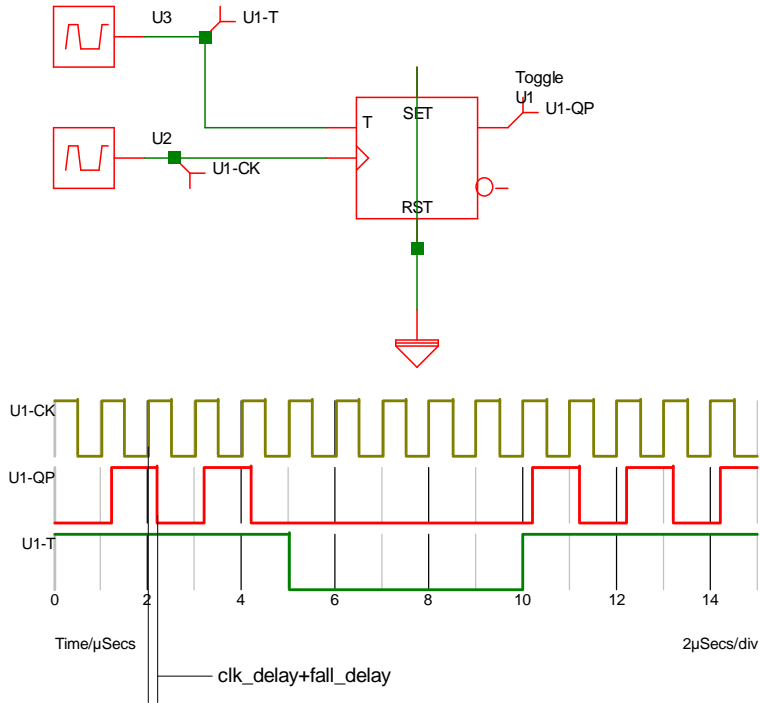 U3
U1-T
Toggle
U1
U1-QP
T
SET
U2
U1-CK
RST
U1-CK
U1-QP
U1-T
0 2 4 6 8 10 12 14
Time/µSecs 2µSecs/div
clk_delay+fall_delay